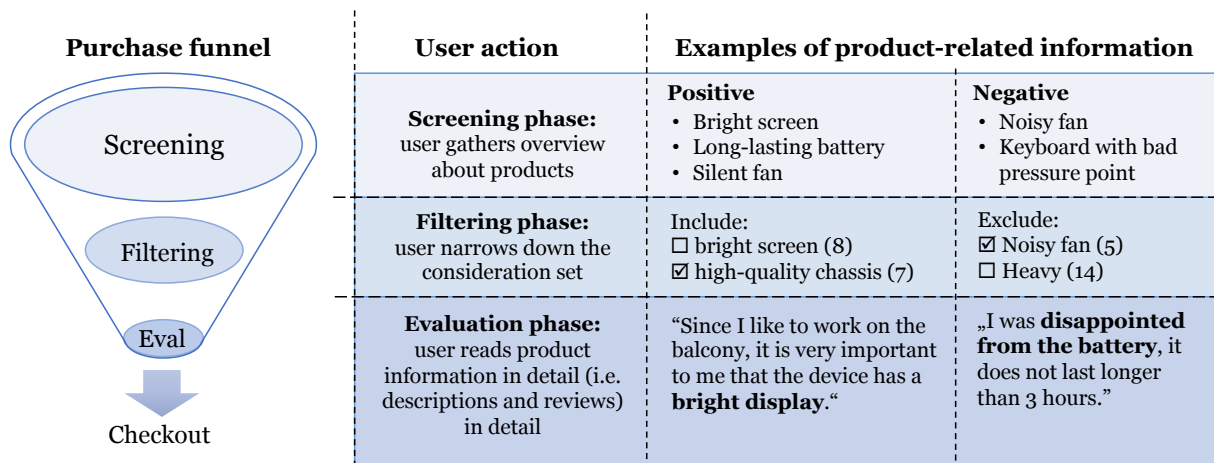 Purchase funnel
User action
Examples of product-related information
Screening
Filtering
Eval
Checkout
Screening phase:
user gathers overview
about products
Positive
• Bright screen
• Long-lasting battery
• Silent fan
Negative
• Noisy fan
• Keyboard with bad
pressure point
Filtering phase:
user narrows down the
consideration set
Include:
☐ bright screen (8)
☑ high-quality chassis (7)
Exclude:
☑ Noisy fan (5)
☐ Heavy (14)
Evaluation phase:
user reads product
information in detail (i.e.
descriptions and reviews)
in detail
“Since I like to work on the
balcony, it is very important
to me that the device has a
bright display.“
„I was disappointed
from the battery, it
does not last longer
than 3 hours.”